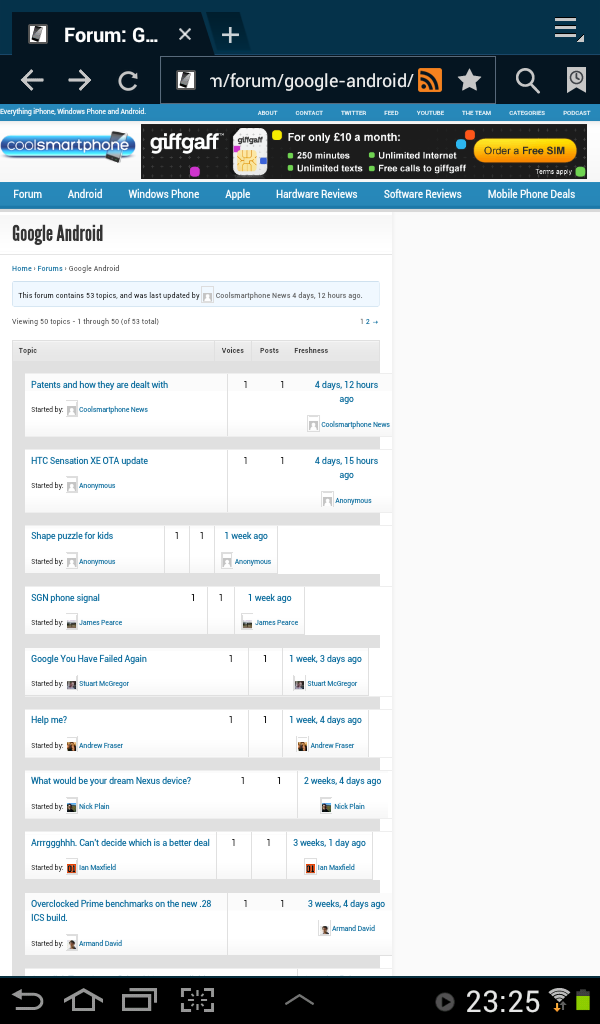 Forum: G...
m/forum/google-android/
Everything iPhone, Windows Phone and Android.
ABOUT CONTACT TWITTER FEED YOUTUBE THE TEAM CATEGORIES PODCAST
coolsmartphone
giffgaff
giffgaff
For only £10 a month:
250 minutes Unlimited Internet
Unlimited texts Free calls to giffgaff
Order a Free SIM
Terms apply
Forum Android Windows Phone Apple Hardware Reviews Software Reviews Mobile Phone Deals
Google Android
Home › Forums › Google Android
This forum contains 53 topics, and was last updated by Coolsmartphone News 4 days, 12 hours ago.
Viewing 50 topics - 1 through 50 (of 53 total) 1 2 →
Topic Voices Posts Freshness
Patents and how they are dealt with 1 1 4 days, 12 hours
ago
Started by: Coolsmartphone News
Coolsmartphone News
HTC Sensation XE OTA update 1 1 4 days, 15 hours
ago
Started by: Anonymous
Anonymous
Shape puzzle for kids 1 1 1 week ago
Started by: Anonymous Anonymous
SGN phone signal 1 1 1 week ago
Started by: James Pearce James Pearce
Google You Have Failed Again 1 1 1 week, 3 days ago
Started by: Stuart McGregor Stuart McGregor
Help me? 1 1 1 week, 4 days ago
Started by: Andrew Fraser Andrew Fraser
What would be your dream Nexus device? 1 1 2 weeks, 4 days ago
Started by: Nick Plain Nick Plain
Arrrggghhh. Can't decide which is a better deal 1 1 3 weeks, 1 day ago
Started by: Ian Maxfield Ian Maxfield
Overclocked Prime benchmarks on the new .28 1 1 3 weeks, 4 days ago
ICS build.
Armand David
Started by: Armand David
23:25